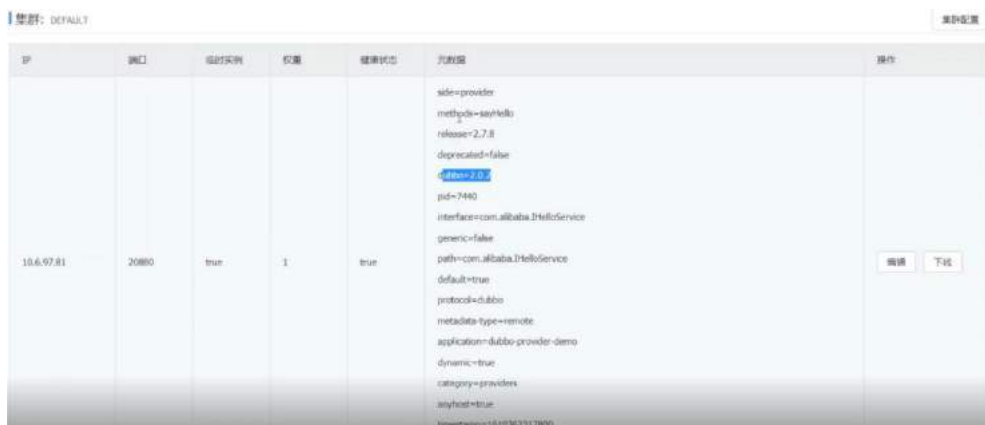 集群: DEFAULT
集群配置
IP
端口
临时实例
权重
健康状态
元数据
操作
10.6.97.81
20880
true
1
true
side=provider
methods=sayHello
release=2.7.8
deprecated=false
dubbo=2.0.2
pid=7440
interface=com.alibaba.IHelloService
generic=false
path=com.alibaba.IHelloService
default=true
protocol=dubbo
metadata-type=remote
application=dubbo-provider-demo
dynamic=true
category=providers
anyhost=true
编辑
下线